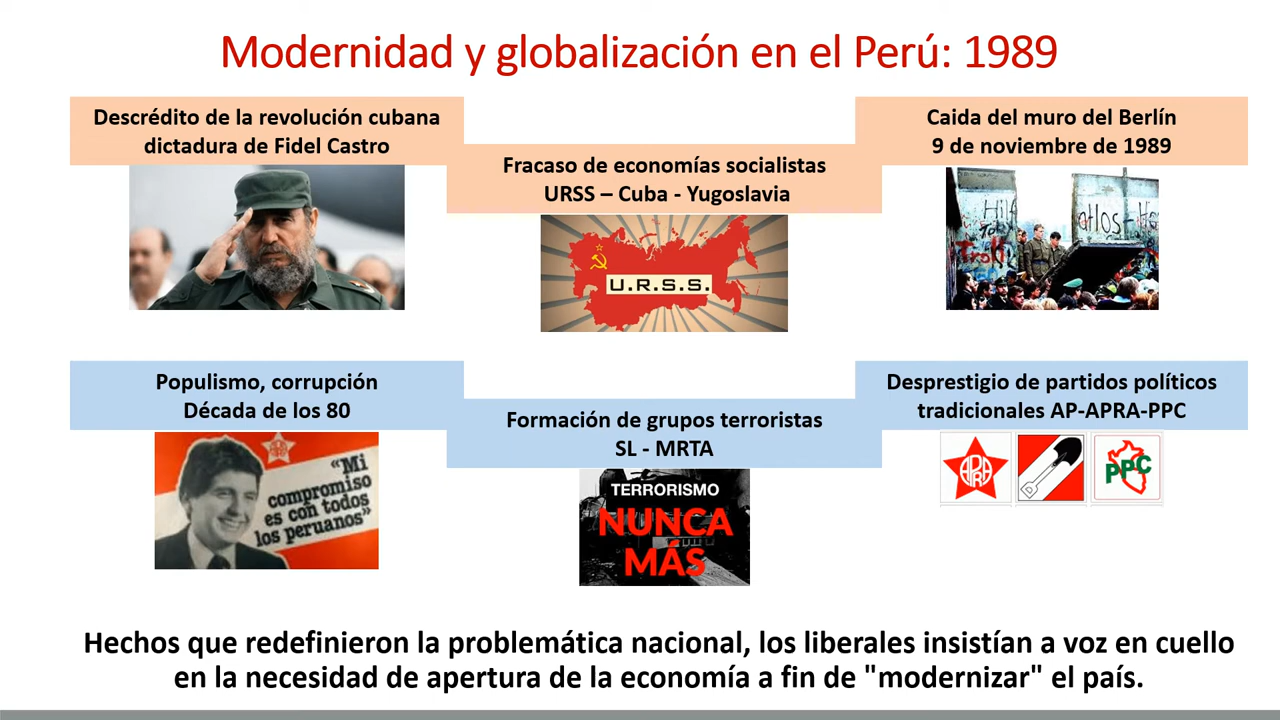 Modernidad y globalización en el Perú: 1989
Descrédito de la revolución cubana
dictadura de Fidel Castro
Fracaso de economías socialistas
URSS – Cuba - Yugoslavia
U.R.S.S.
Caida del muro del Berlín
9 de noviembre de 1989
Populismo, corrupción
Década de los 80
“Mi
compromiso
es con todos
los peruanos”
Formación de grupos terroristas
SL - MRTA
TERRORISMO
NUNCA
MÁS
Desprestigio de partidos políticos
tradicionales AP-APRA-PPC
APRA
PPC
Hechos que redefinieron la problemática nacional, los liberales insistían a voz en cuello
en la necesidad de apertura de la economía a fin de "modernizar" el país.